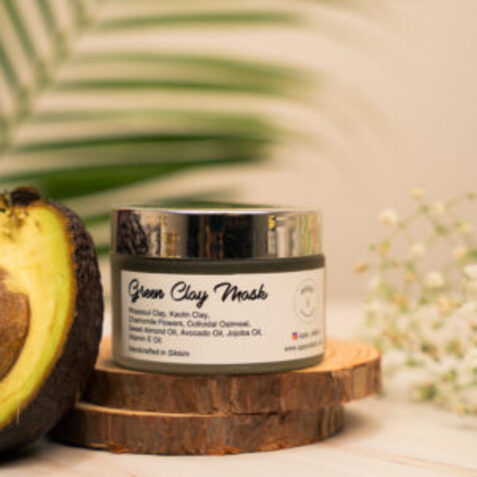 Green Clay Mask
Rhassoul Clay, Kaolin Clay,
Chamomile Flowers, Colloidal Oatmeal,
Sweet Almond Oil, Avocado Oil, Jojoba Oil,
Vitamin E Oil.
Handcrafted in Sikkim